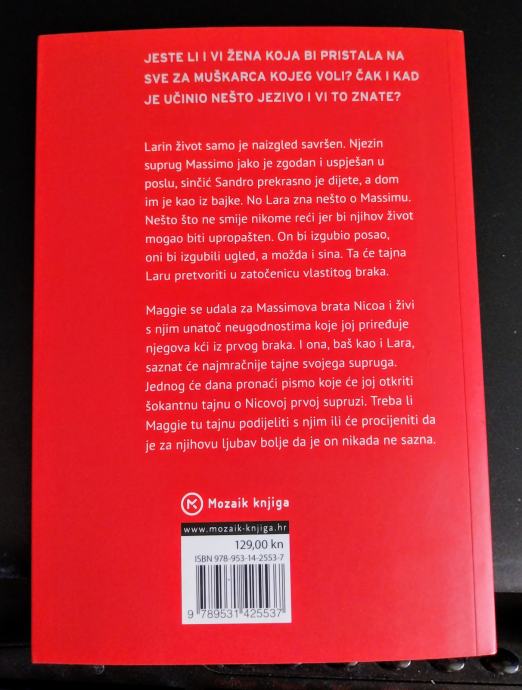 JESTE LI I VI ŽENA KOJA BI PRISTALA NA
SVE ZA MUŠKARCA KOJEG VOLI? ČAK I KAD
JE UČINIO NEŠTO JEZIVO I VI TO ZNATE?
Larin život samo je naizgled savršen. Njezin
suprug Massimo jako je zgodan i uspješan u
poslu, sinčić Sandro prekrasno je dijete, a dom
im je kao iz bajke. No Lara zna nešto o Massimu.
Nešto što ne smije nikome reći jer bi njihov život
mogao biti upropašten. On bi izgubio posao,
oni bi izgubili ugled, a možda i sina. Ta će tajna
Laru pretvoriti u zatočenicu vlastitog braka.
Maggie se udala za Massimova brata Nicoa i živi
s njim unatoč neugodnostima koje joj priređuje
njegova kći iz prvog braka. I ona, baš kao i Lara,
saznat će najmračnije tajne svojega supruga.
Jednog će dana pronaći pismo koje će joj otkriti
šokantnu tajnu o Nicovoj prvoj supruzi. Treba li
Maggie tu tajnu podijeliti s njim ili će procijeniti da
je za njihovu ljubav bolje da je on nikada ne sazna.
Mozaik knjiga
www.mozaik-knjiga.hr
129,00 kn
ISBN 978-953-14-2553-7
9 789531 425537